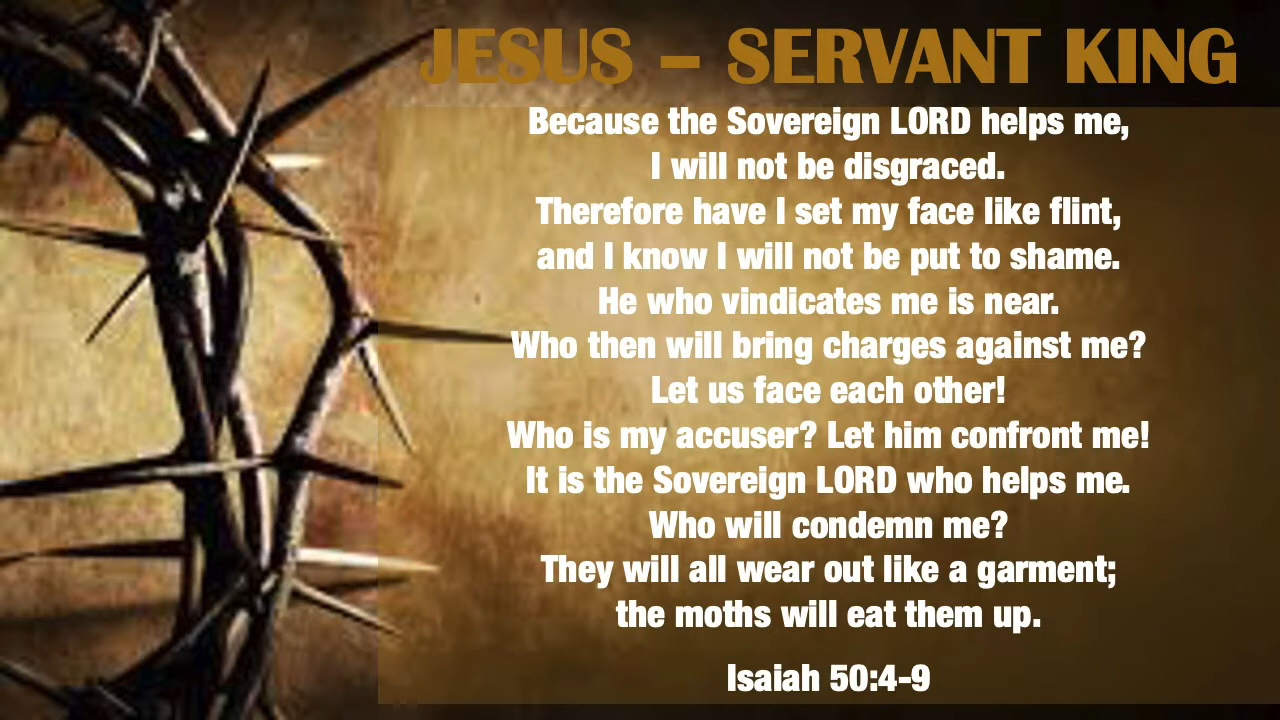 JESUS – SERVANT KING
Because the Sovereign LORD helps me,
I will not be disgraced.
Therefore have I set my face like flint,
and I know I will not be put to shame.
He who vindicates me is near.
Who then will bring charges against me?
Let us face each other!
Who is my accuser? Let him confront me!
It is the Sovereign LORD who helps me.
Who will condemn me?
They will all wear out like a garment;
the moths will eat them up.
Isaiah 50:4-9